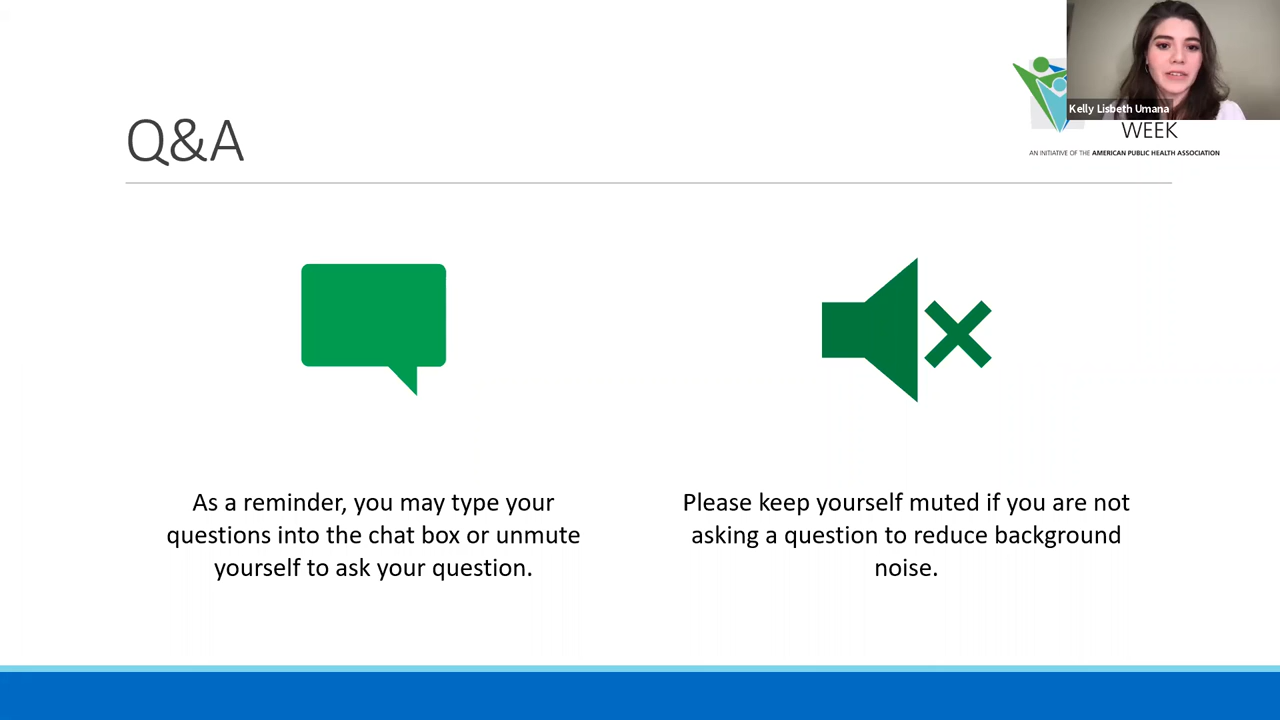 Kelly Lisbeth Umana
WEEK
AN INITIATIVE OF THE AMERICAN PUBLIC HEALTH ASSOCIATION
Q&A
As a reminder, you may type your
questions into the chat box or unmute
yourself to ask your question.
Please keep yourself muted if you are not
asking a question to reduce background
noise.